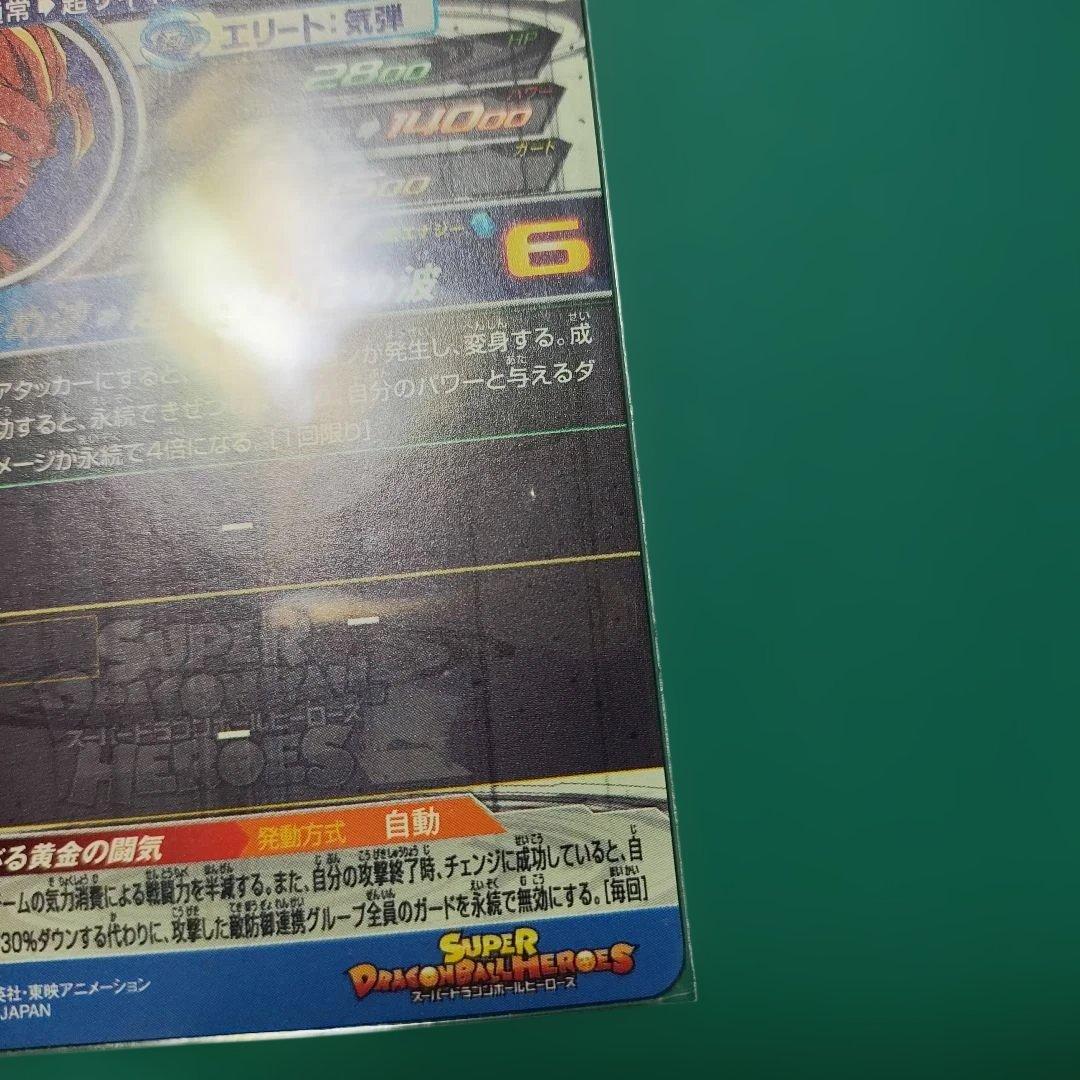 エリート:気弾
HP
2800
パワー
14000
ガード
1500
エナジー
6
の波
が発生し、変身する。成
アタッカーにすると、
自分のパワーと与えるダ
功すると、永続できぜつ
メージが永続で4倍になる。[1回限り]
SUPER
DRAGONBALL
スーパードラゴンボールヒーローズ
HEROES
る黄金の闘気
発動方式 自動
ームの気力消費による戦闘力を半減する。また、自分の攻撃終了時、チェンジに成功していると、自
30%ダウンする代わりに、攻撃した敵防御連携グループ全員のガードを永続で無効にする。[毎回]
SUPER
DRAGONBALL HEROES
スーパードラゴンボールヒーローズ
英社・東映アニメーション
JAPAN